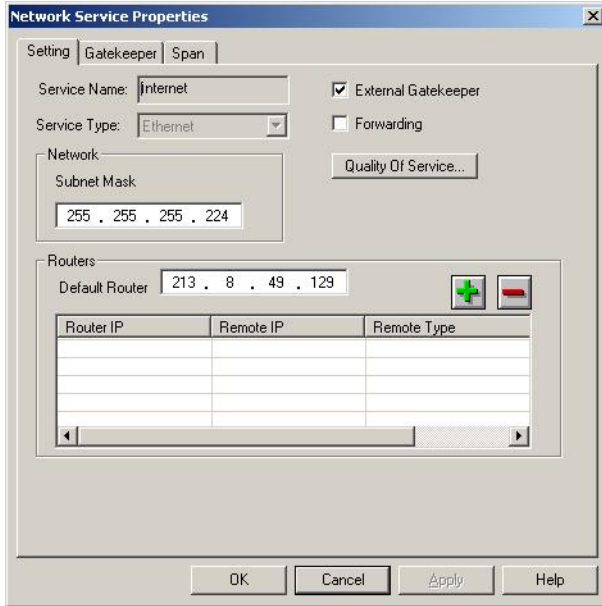 Network Service Properties
Setting Gatekeeper Span
Service Name: Internet External Gatekeeper
Service Type: Ethernet Forwarding
Network
Quality Of Service...
Subnet Mask
255 . 255 . 255 . 224
Routers
Default Router 213 . 8 . 49 . 129
Router IP Remote IP Remote Type
OK Cancel Apply Help